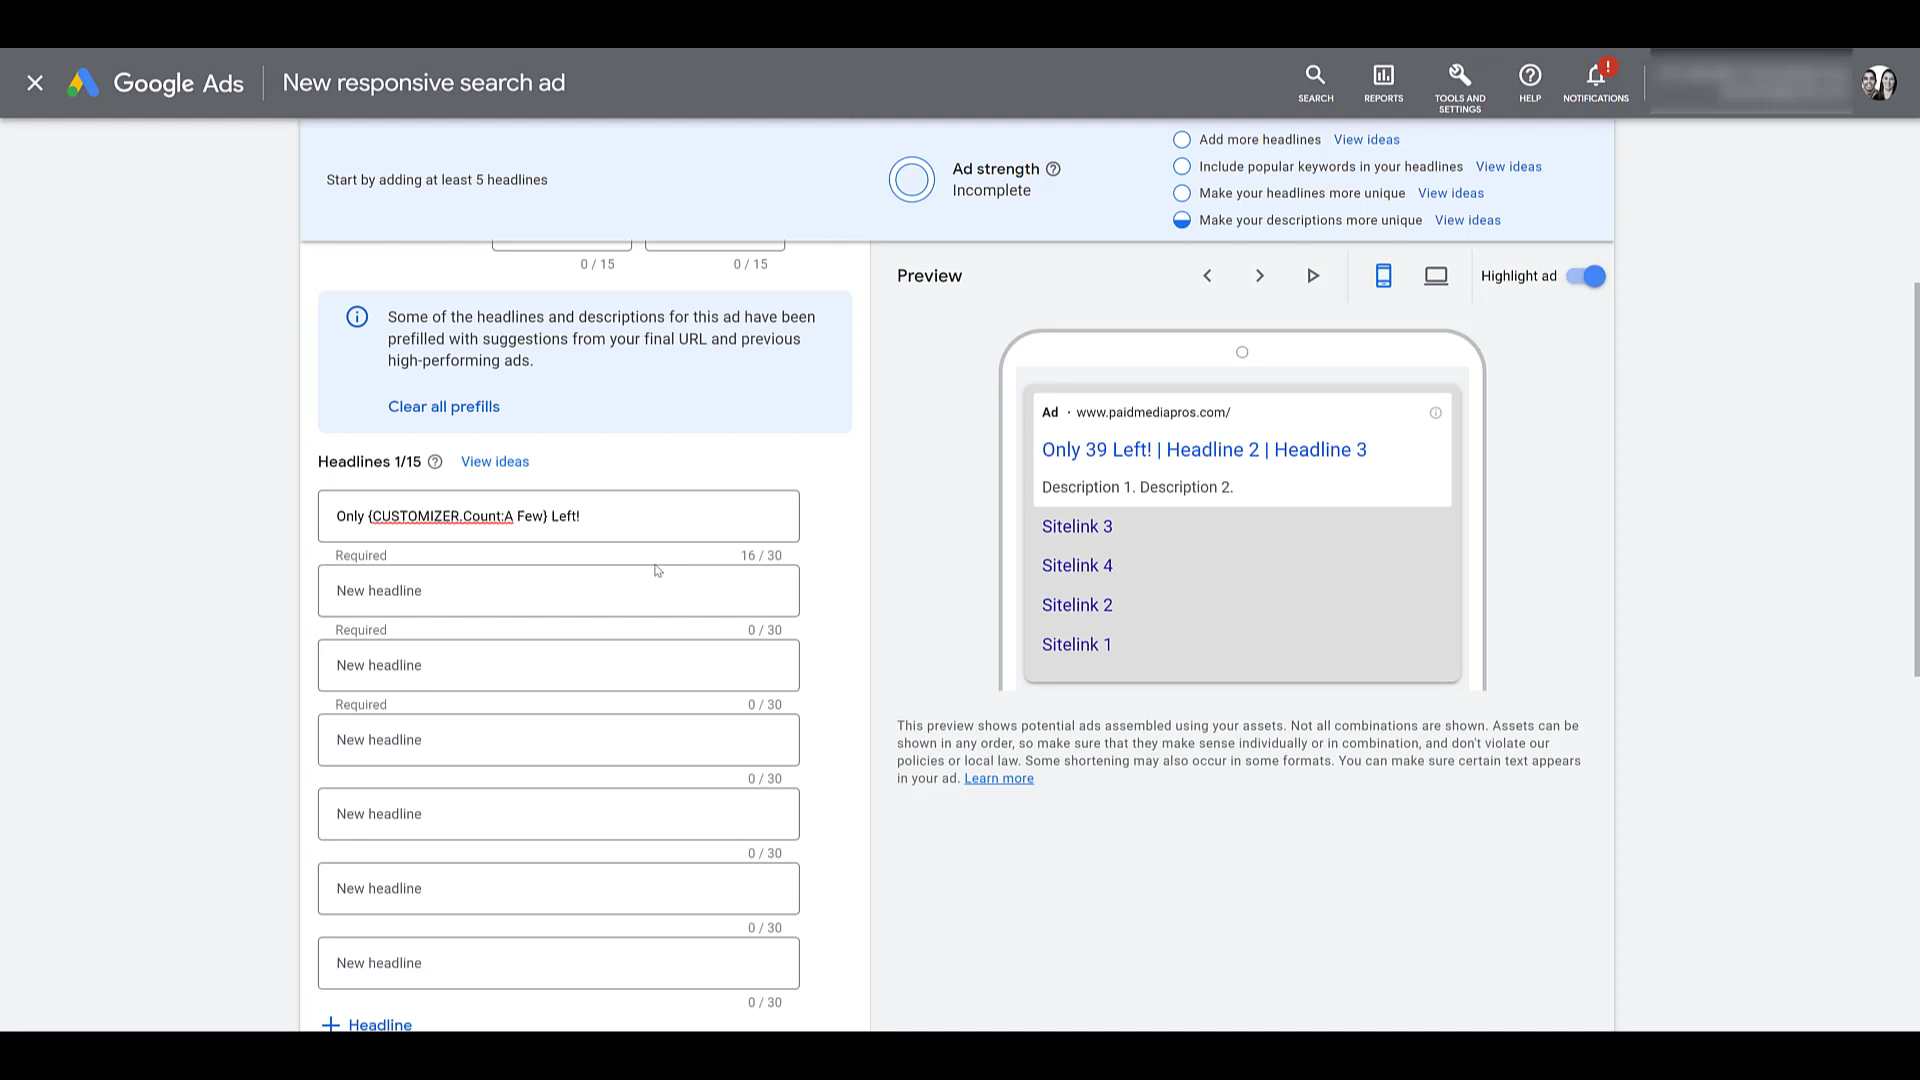 Google Ads
New responsive search ad
SEARCH
REPORTS
TOOLS AND
SETTINGS
HELP
!
NOTIFICATIONS
Start by adding at least 5 headlines
Ad strength
Incomplete
Add more headlines View ideas
Include popular keywords in your headlines View ideas
Make your headlines more unique View ideas
Make your descriptions more unique View ideas
0 / 15
0 / 15
Some of the headlines and descriptions for this ad have been
prefilled with suggestions from your final URL and previous
high-performing ads.
Clear all prefills
Headlines 1/15 View ideas
Only {CUSTOMIZER.Count:A Few} Left!
Required 16 / 30
New headline
Required 0 / 30
New headline
Required 0 / 30
New headline
0 / 30
New headline
0 / 30
New headline
0 / 30
New headline
0 / 30
+ Headline
Preview
Highlight ad
Ad · www.paidmediapros.com/
Only 39 Left! | Headline 2 | Headline 3
Description 1. Description 2.
Sitelink 3
Sitelink 4
Sitelink 2
Sitelink 1
This preview shows potential ads assembled using your assets. Not all combinations are shown. Assets can be
shown in any order, so make sure that they make sense individually or in combination, and don't violate our
policies or local law. Some shortening may also occur in some formats. You can make sure certain text appears
in your ad. Learn more